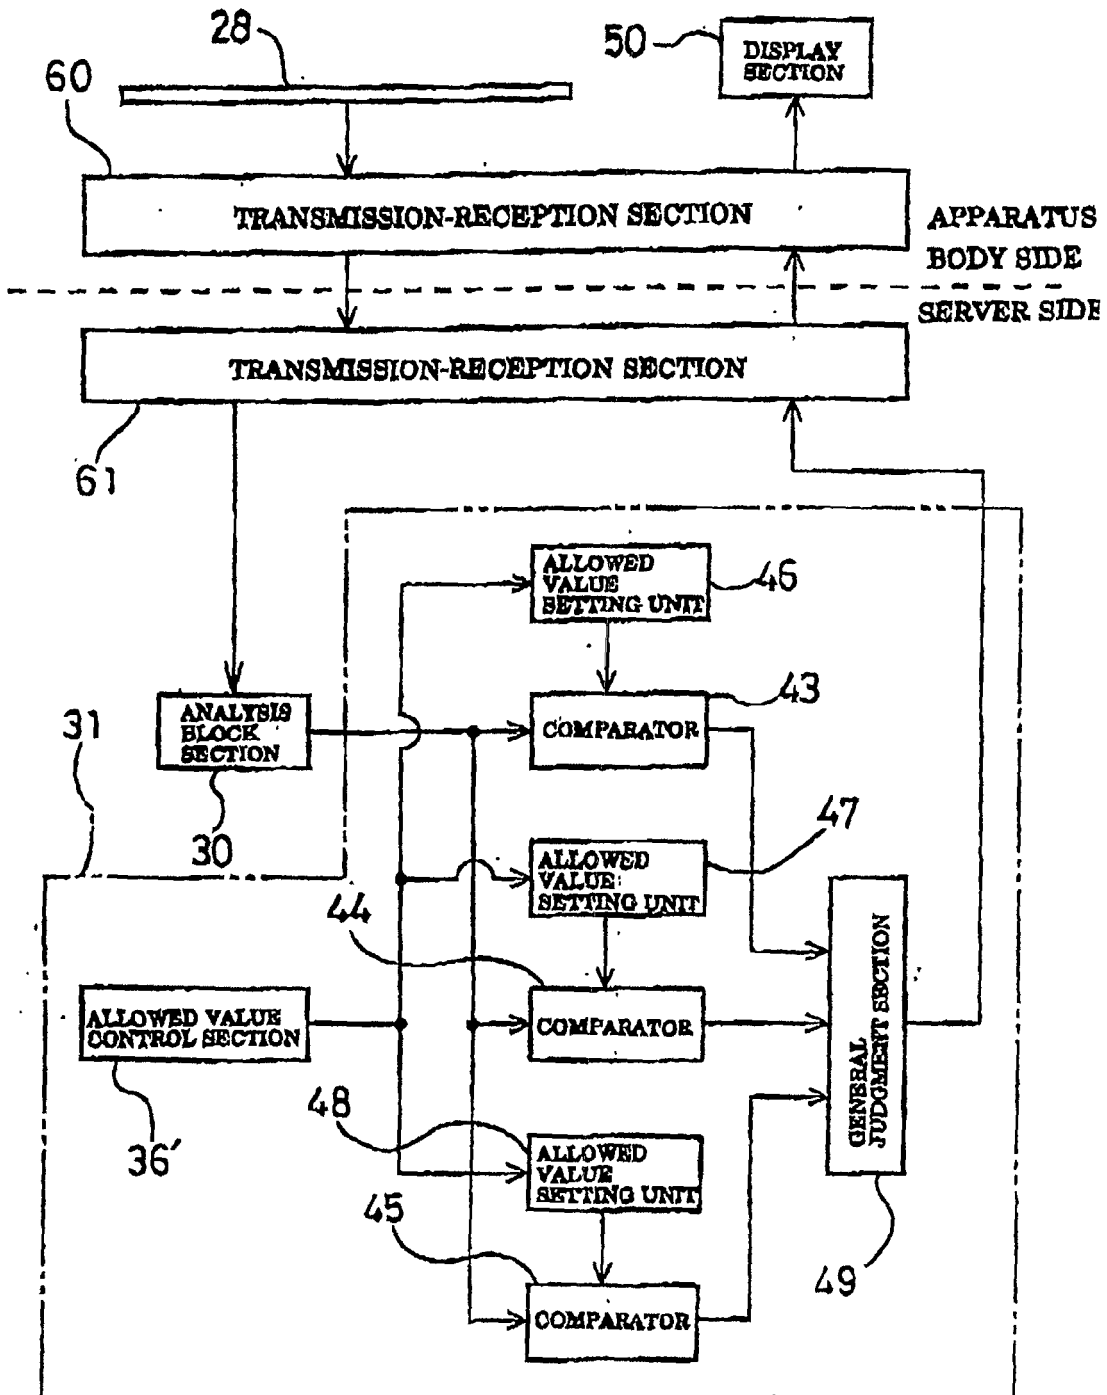 28
50
DISPLAY
SECTION
60
TRANSMISSION-RECEPTION SECTION
APPARATUS
BODY SIDE
SERVER SIDE
TRANSMISSION-RECEPTION SECTION
61
ALLOWED
VALUE
SETTING UNIT
46
43
31
ANALYSIS
BLOCK
SECTION
COMPARATOR
30
47
ALLOWED
VALUE
SETTING UNIT
44
ALLOWED VALUE
CONTROL SECTION
COMPARATOR
GENERAL
JUDGMENT SECTION
36'
48
ALLOWED
VALUE
SETTING UNIT
45
49
COMPARATOR